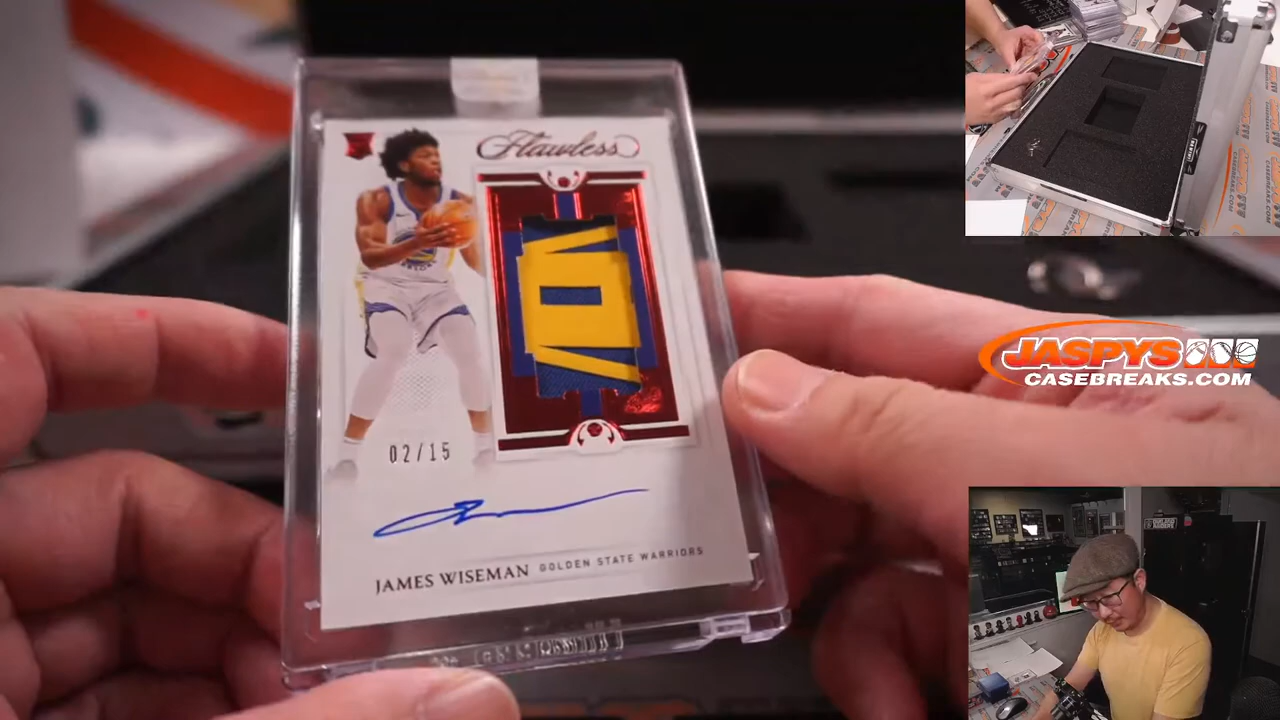 Flawless
02/15
JAMES WISEMAN GOLDEN STATE WARRIORS
JASPYS
CASEBREAKS.COM